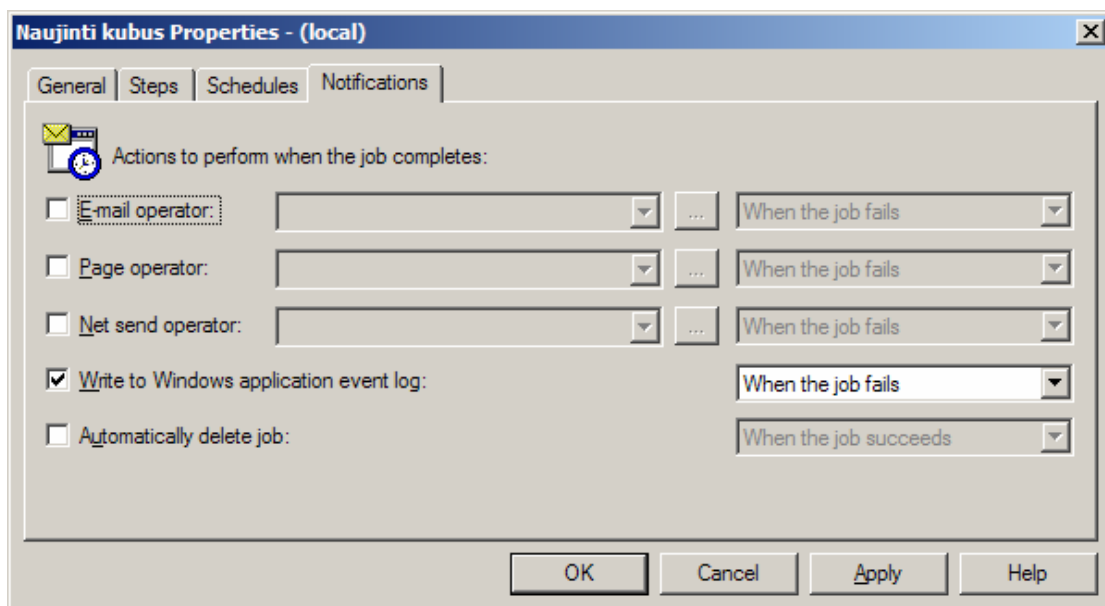 Naujinti kubus Properties - (local)
General Steps Schedules Notifications
Actions to perform when the job completes:
E-mail operator: ... When the job fails
Page operator: ... When the job fails
Net send operator: ... When the job fails
Write to Windows application event log: When the job fails
Automatically delete job: When the job succeeds
OK Cancel Apply Help